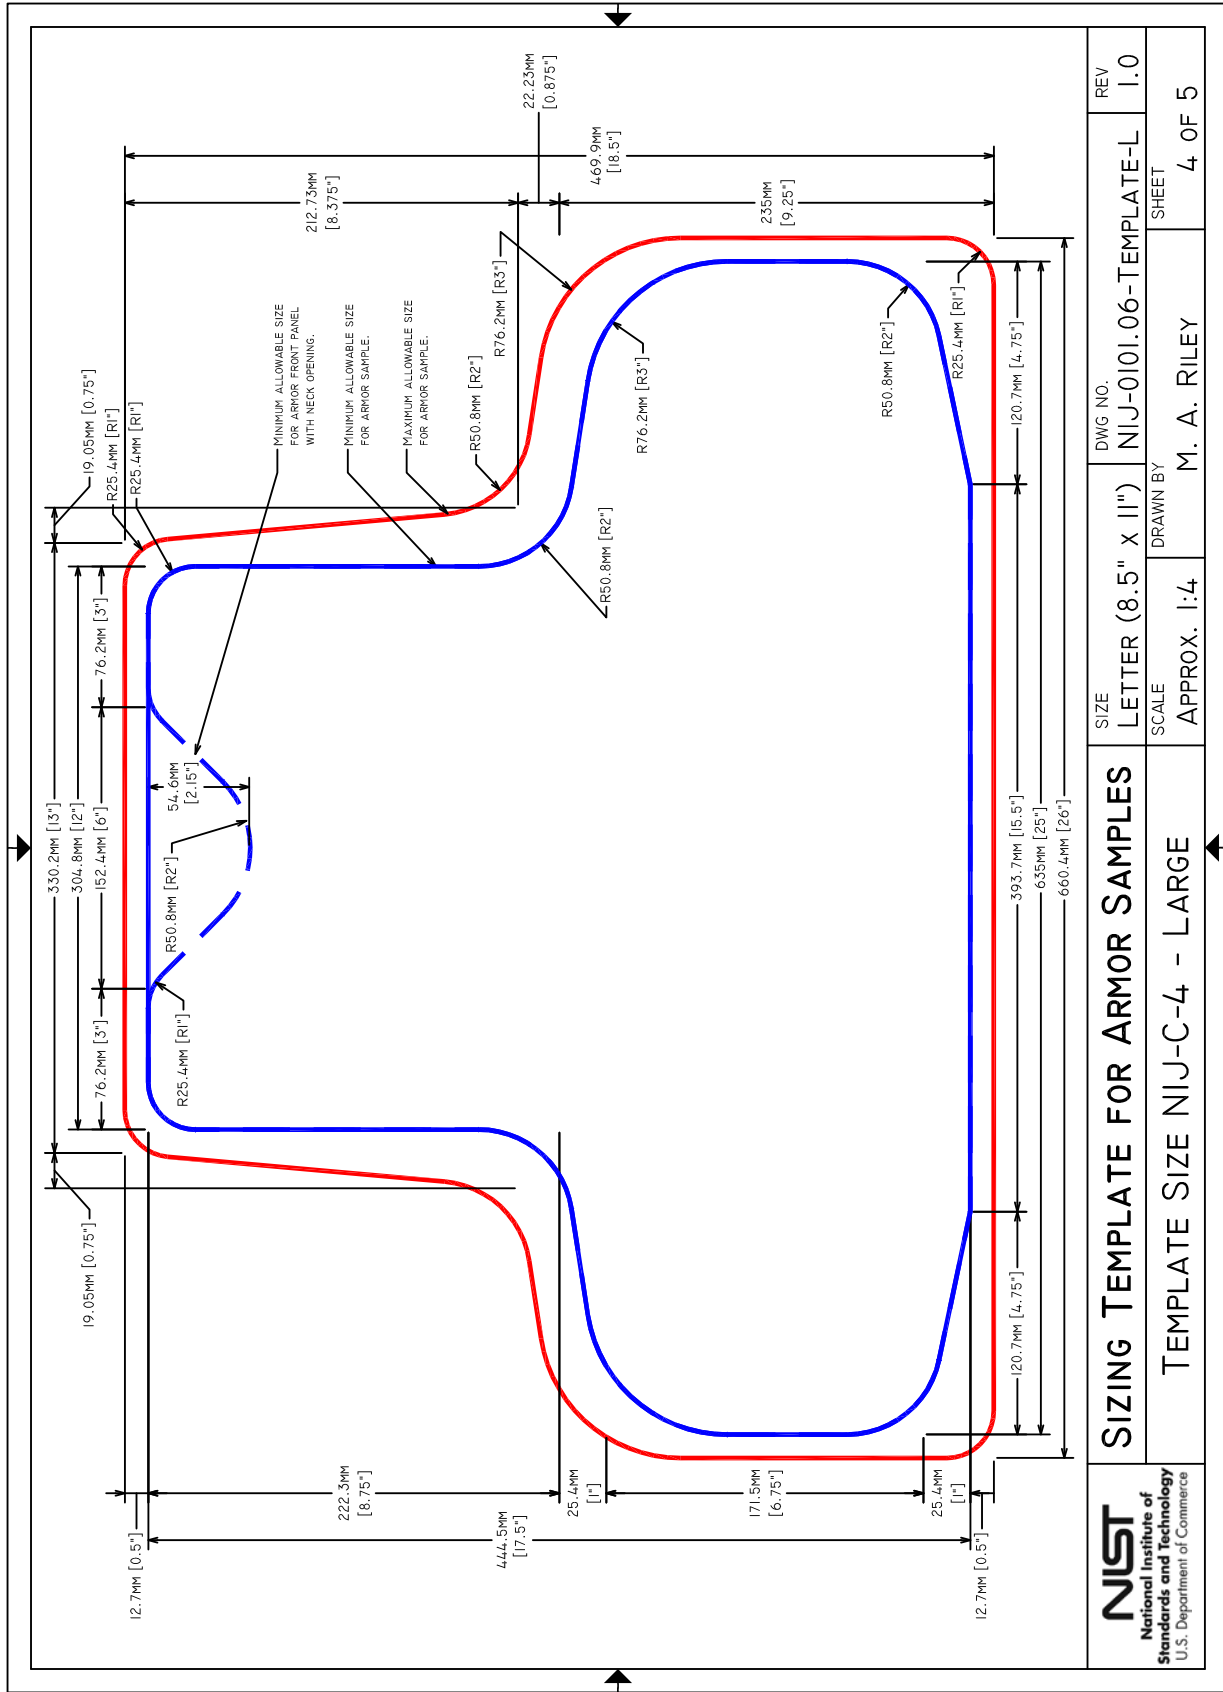 19.05MM [0.75"]
330.2MM [13"]
19.05MM [0.75"]
304.8MM [12"]
R25.4MM [R1"]
76.2MM [3"]
152.4MM [6"]
76.2MM [3"]
R25.4MM [R1"]
12.7MM [0.5"]
54.6MM
[2.15"]
R50.8MM [R2"]
R25.4MM [R1"]
MINIMUM ALLOWABLE SIZE
FOR ARMOR FRONT PANEL
WITH NECK OPENING.
MINIMUM ALLOWABLE SIZE
FOR ARMOR SAMPLE.
MAXIMUM ALLOWABLE SIZE
FOR ARMOR SAMPLE.
212.73MM
[8.375"]
222.3MM
[8.75"]
R50.8MM [R2"]
R76.2MM [R3"]
22.23MM
[0.875"]
444.5MM
[17.5"]
469.9MM
[18.5"]
25.4MM
[1"]
R50.8MM [R2"]
R76.2MM [R3"]
235MM
[9.25"]
171.5MM
[6.75"]
R50.8MM [R2"]
25.4MM
[1"]
R25.4MM [R1"]
12.7MM [0.5"]
120.7MM [4.75"]
393.7MM [15.5"]
120.7MM [4.75"]
635MM [25"]
660.4MM [26"]
NIST
National Institute of
Standards and Technology
U.S. Department of Commerce
SIZING TEMPLATE FOR ARMOR SAMPLES
TEMPLATE SIZE NIJ-C-4 - LARGE
SIZE
LETTER (8.5" x 11")
DWG NO.
NIJ-0101.06-TEMPLATE-L
REV
1.0
SCALE
APPROX. 1:4
DRAWN BY
M. A. RILEY
SHEET
4 OF 5